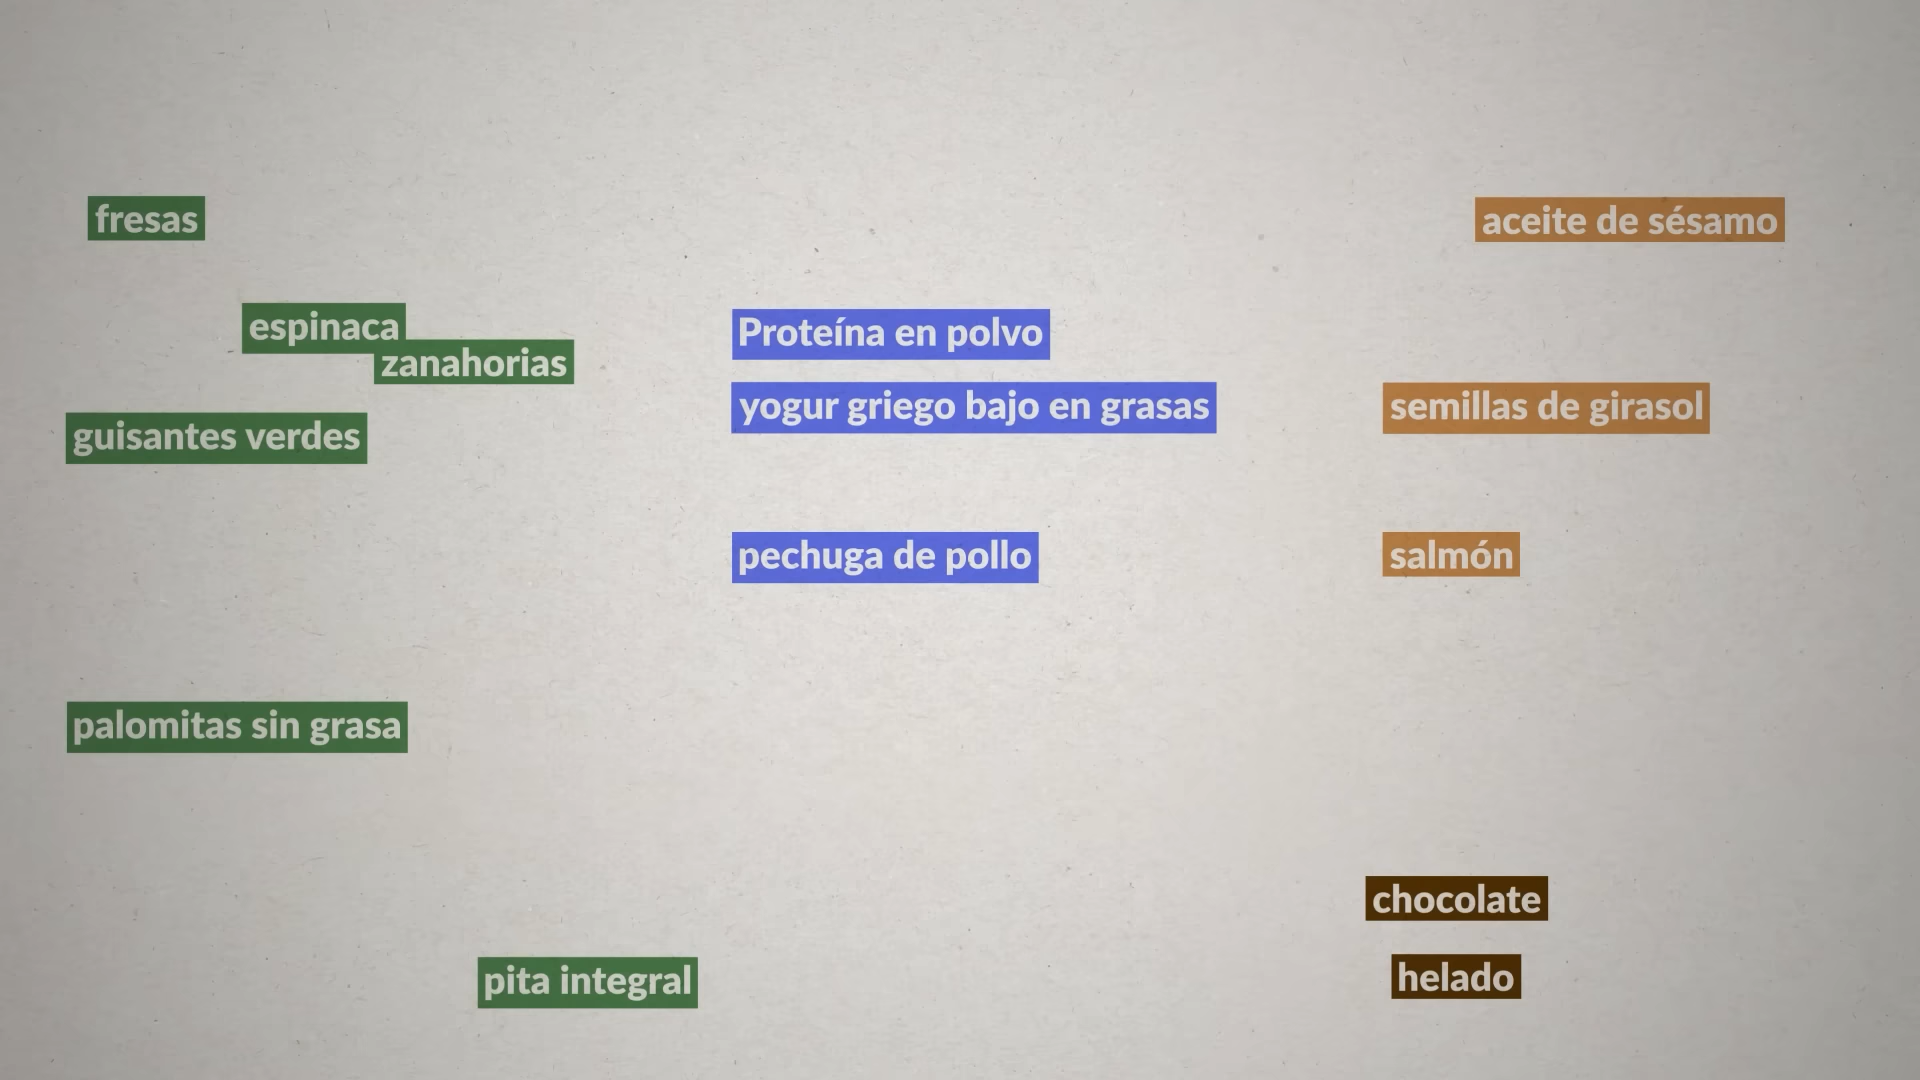 fresas
espinaca
zanahorias
guisantes verdes
palomitas sin grasa
pita integral
Proteína en polvo
yogur griego bajo en grasas
pechuga de pollo
aceite de sésamo
semillas de girasol
salmón
chocolate
helado